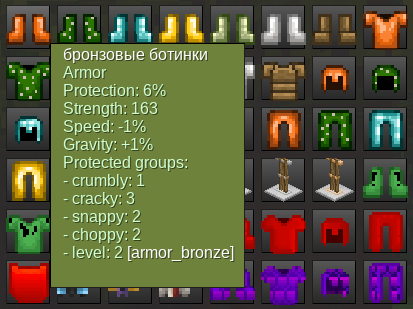 бронзовые ботинки
Armor
Protection: 6%
Strength: 163
Speed: -1%
Gravity: +1%
Protected groups:
- crumbly: 1
- cracky: 3
- snappy: 2
- choppy: 2
- level: 2 [armor_bronze]